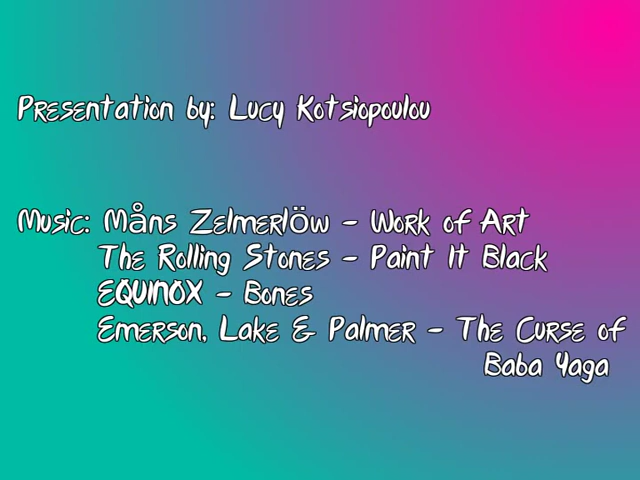 Presentation by: Lucy Kotsiopoulou
Music: Måns Zelmerlöw - Work of Art
The Rolling Stones - Paint It Black
EQUINOX - Bones
Emerson, Lake & Palmer - The Curse of
Baba Yaga